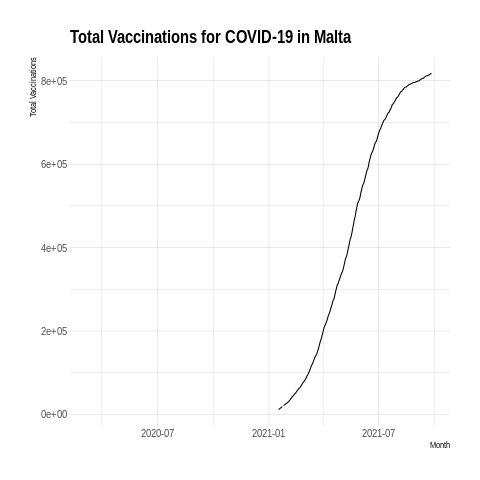 Total Vaccinations for COVID-19 in Malta
Total Vaccinations
8e+05
6e+05
4e+05
2e+05
0e+00
2020-07 2021-01 2021-07
Month